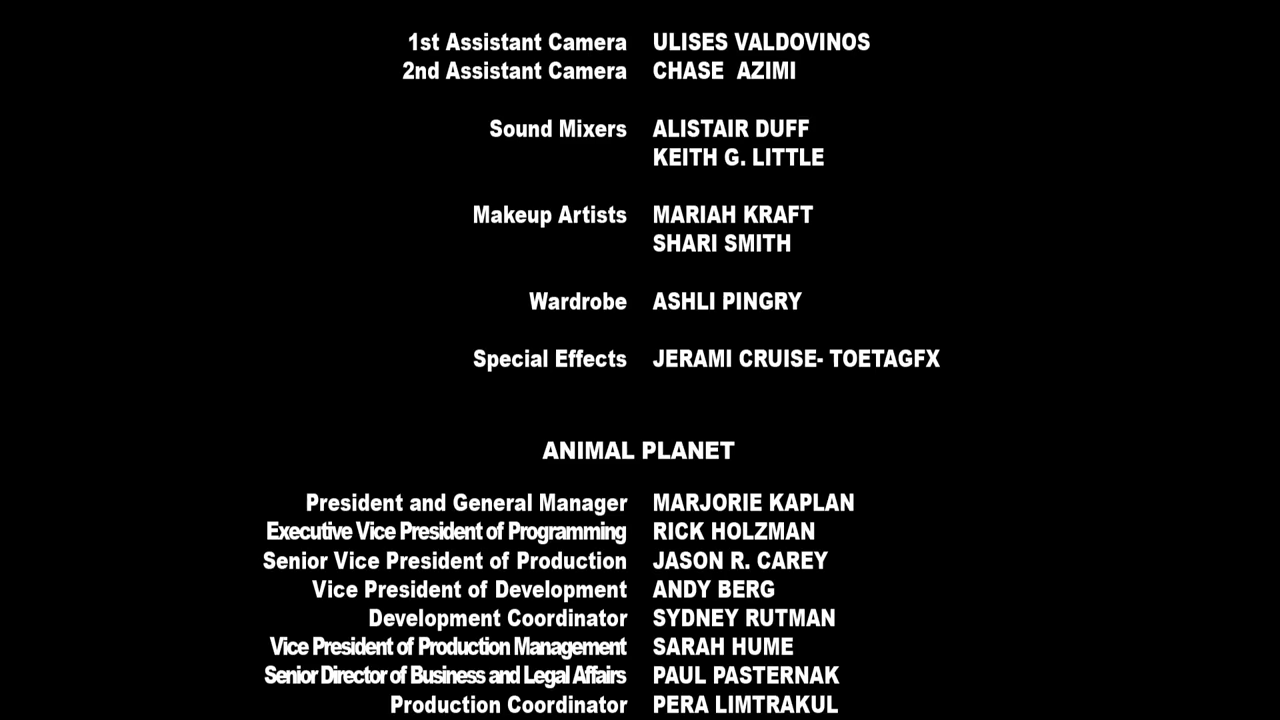 1st Assistant Camera ULISES VALDOVINOS
2nd Assistant Camera CHASE  AZIMI
Sound Mixers ALISTAIR DUFF
KEITH G. LITTLE
Makeup Artists MARIAH KRAFT
SHARI SMITH
Wardrobe ASHLI PINGRY
Special Effects JERAMI CRUISE- TOETAGFX
ANIMAL PLANET
President and General Manager MARJORIE KAPLAN
Executive Vice President of Programming RICK HOLZMAN
Senior Vice President of Production JASON R. CAREY
Vice President of Development ANDY BERG
Development Coordinator SYDNEY RUTMAN
Vice President of Production Management SARAH HUME
Senior Director of Business and Legal Affairs PAUL PASTERNAK
Production Coordinator PERA LIMTRAKUL